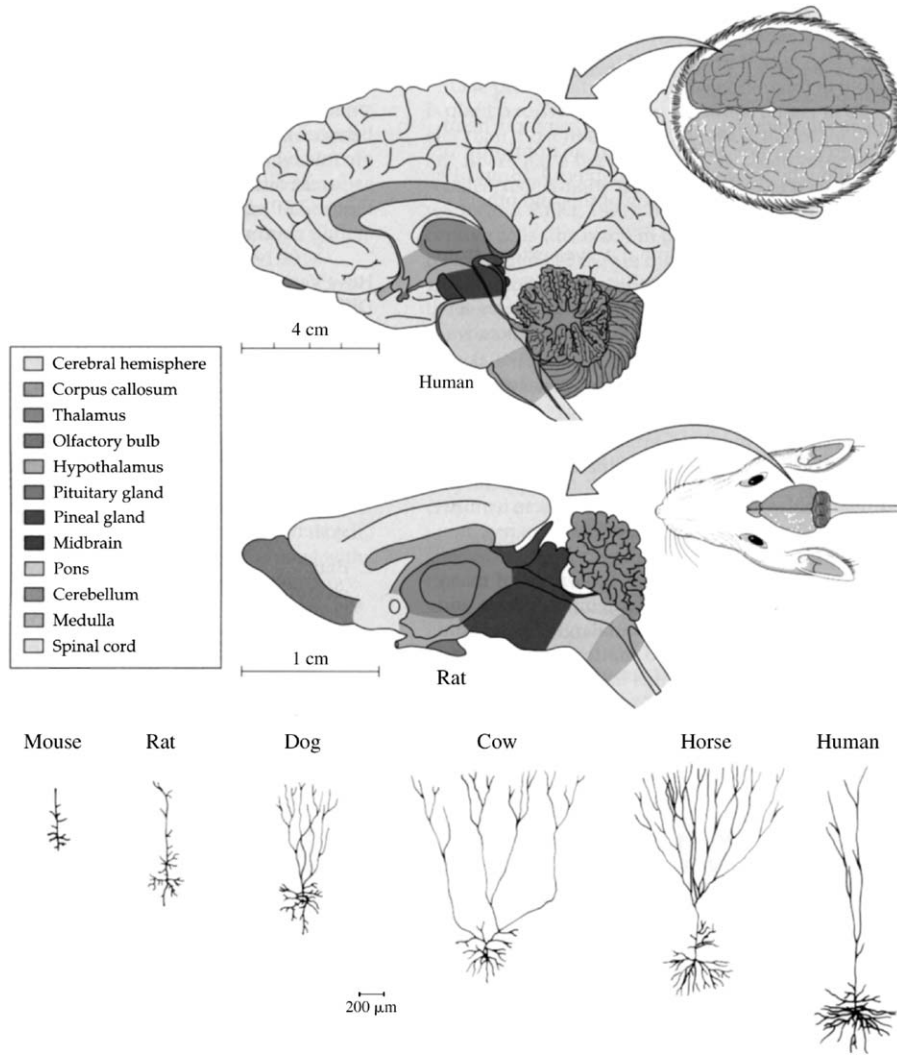 4 cm
Human
Cerebral hemisphere
Corpus callosum
Thalamus
Olfactory bulb
Hypothalamus
Pituitary gland
Pineal gland
Midbrain
Pons
Cerebellum
Medulla
Spinal cord
1 cm
Rat
Mouse Rat Dog Cow Horse Human
200 μm